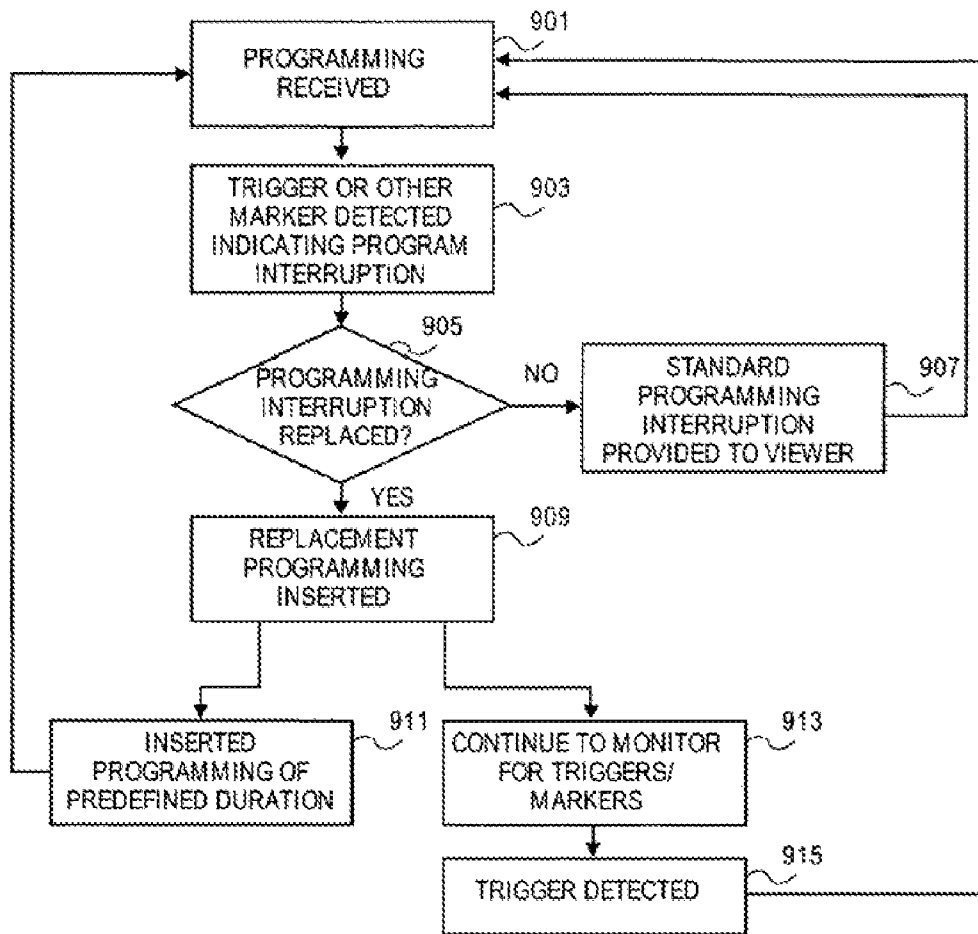 901
PROGRAMMING
RECEIVED
TRIGGER OR OTHER
MARKER DETECTED
INDICATING PROGRAM
INTERRUPTION
903
905
PROGRAMMING
INTERRUPTION
REPLACED?
NO
STANDARD
PROGRAMMING
INTERRUPTION
PROVIDED TO VIEWER
907
YES
909
REPLACEMENT
PROGRAMMING
INSERTED
911
INSERTED
PROGRAMMING OF
PREDEFINED DURATION
913
CONTINUE TO MONITOR
FOR TRIGGERS/
MARKERS
915
TRIGGER DETECTED